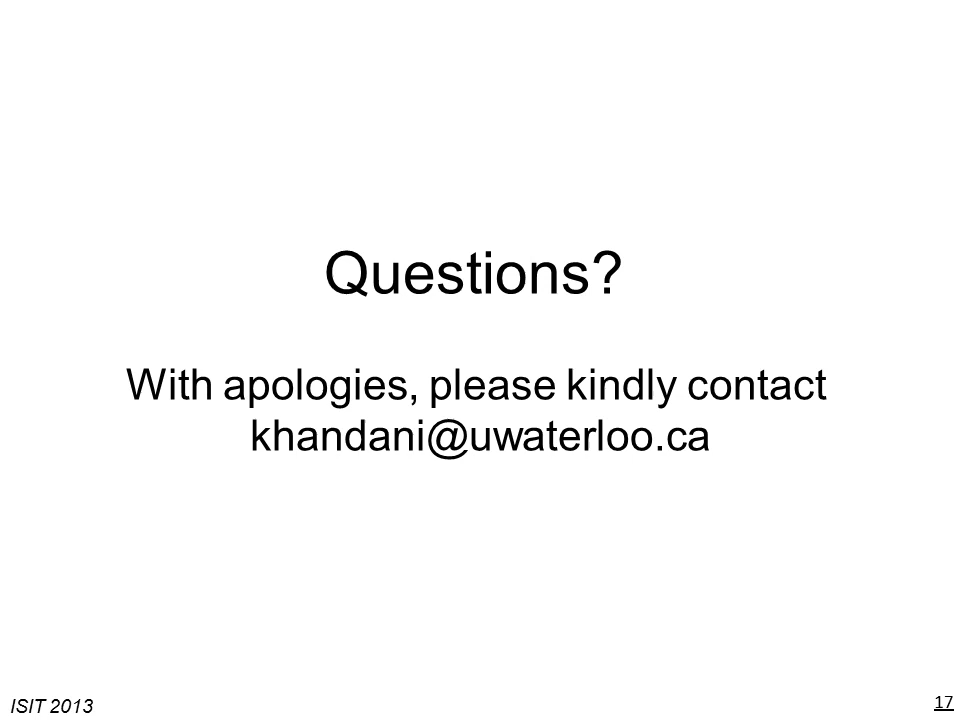 Questions?
With apologies, please kindly contact
khandani@uwaterloo.ca
ISIT 2013
17